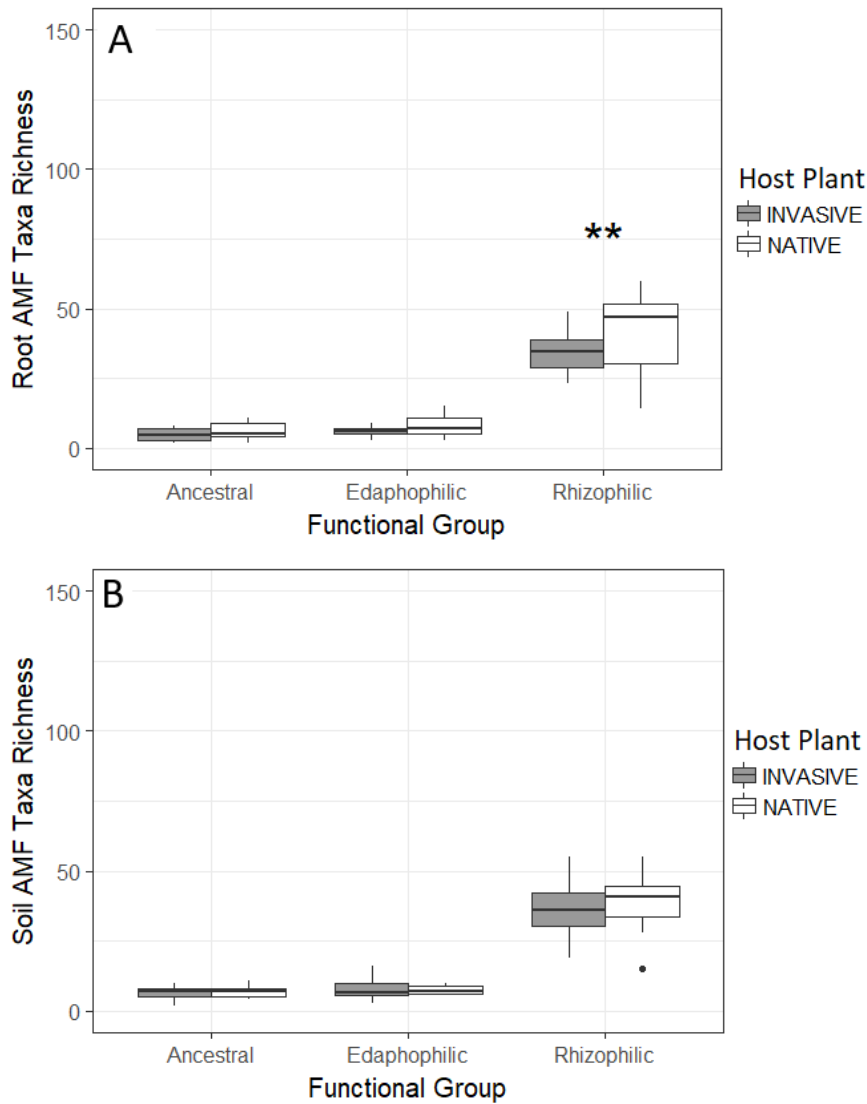 A
150
100
50
0
Root AMF Taxa Richness
**
Ancestral Edaphophilic Rhizophilic
Functional Group
Host Plant
INVASIVE
NATIVE
B
150
100
50
0
Soil AMF Taxa Richness
Ancestral Edaphophilic Rhizophilic
Functional Group
Host Plant
INVASIVE
NATIVE